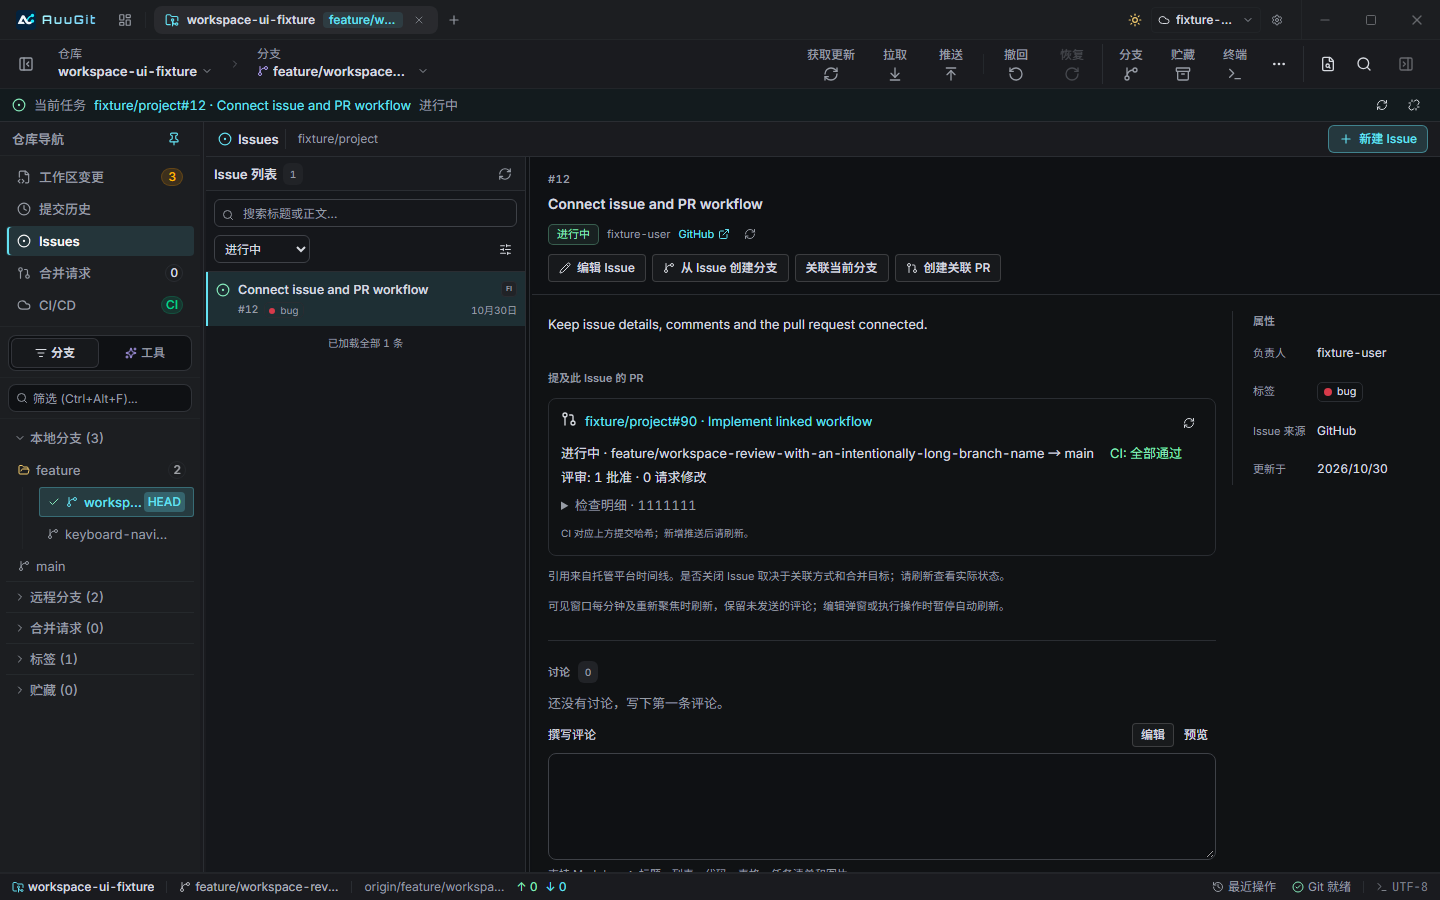 AuuGit
workspace-ui-fixture feature/w...
fixture-...
仓库
workspace-ui-fixture
分支
feature/workspace...
获取更新
拉取
推送
撤回
恢复
分支
贮藏
终端
当前任务 fixture/project#12 · Connect issue and PR workflow 进行中
仓库导航
工作区变更 3
提交历史
Issues
合并请求 0
CI/CD CI
分支 工具
筛选 (Ctrl+Alt+F)...
本地分支 (3)
feature 2
worksp... HEAD
keyboard-navi...
main
远程分支 (2)
合并请求 (0)
标签 (1)
贮藏 (0)
Issues fixture/project
新建 Issue
Issue 列表 1
搜索标题或正文...
进行中
Connect issue and PR workflow FI
#12 bug 10月30日
已加载全部 1 条
#12
Connect issue and PR workflow
进行中 fixture-user GitHub
编辑 Issue
从 Issue 创建分支
关联当前分支
创建关联 PR
Keep issue details, comments and the pull request connected.
提及此 Issue 的 PR
fixture/project#90 · Implement linked workflow
进行中 · feature/workspace-review-with-an-intentionally-long-branch-name → main CI: 全部通过
评审: 1 批准 · 0 请求修改
检查明细 · 1111111
CI 对应上方提交哈希；新增推送后请刷新。
引用来自托管平台时间线。是否关闭 Issue 取决于关联方式和合并目标；请刷新查看实际状态。
可见窗口每分钟及重新聚焦时刷新，保留未发送的评论；编辑弹窗或执行操作时暂停自动刷新。
讨论 0
还没有讨论，写下第一条评论。
撰写评论
编辑 预览
属性
负责人 fixture-user
标签 bug
Issue 来源 GitHub
更新于 2026/10/30
workspace-ui-fixture
feature/workspace-rev...
origin/feature/workspa...
↑ 0 ↓ 0
最近操作
Git 就绪
UTF-8